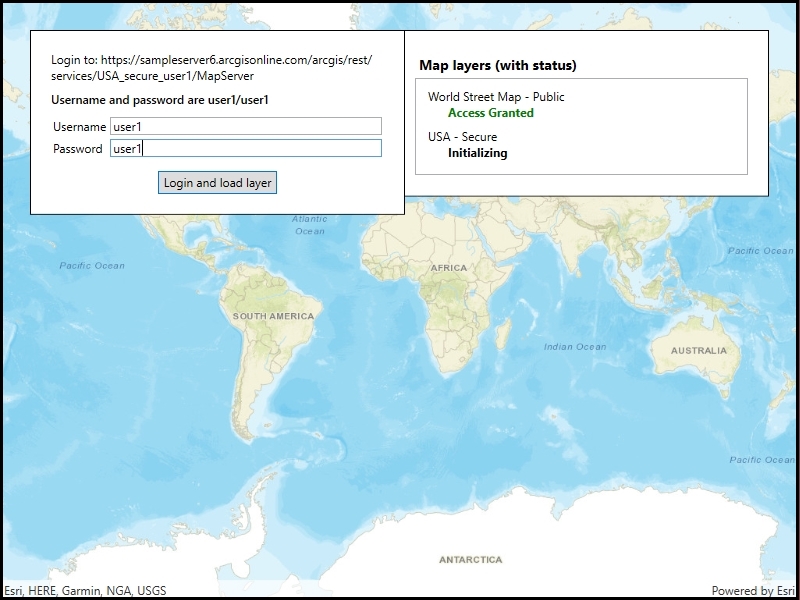 Login to: https://sampleserver6.arcgisonline.com/arcgis/rest/
services/USA_secure_user1/MapServer
Username and password are user1/user1
Username user1
Password user1
Login and load layer
Map layers (with status)
World Street Map - Public
Access Granted
USA - Secure
Initializing
Atlantic
Ocean
Pacific Ocean
Pacific Ocean
AFRICA
SOUTH AMERICA
Indian Ocean
AUSTRALIA
Pacific Ocean
ANTARCTICA
Esri, HERE, Garmin, NGA, USGS
Powered by Esri